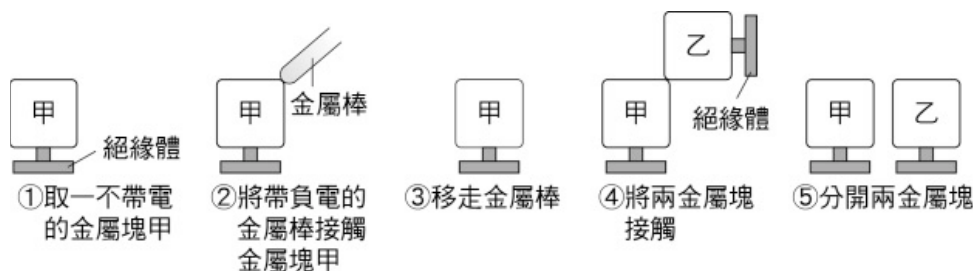 甲
絕緣體
①取一不帶電
的金屬塊甲
甲
金屬棒
②將帶負電的
金屬棒接觸
金屬塊甲
甲
③移走金屬棒
乙
甲
絕緣體
④將兩金屬塊
接觸
甲
乙
⑤分開兩金屬塊